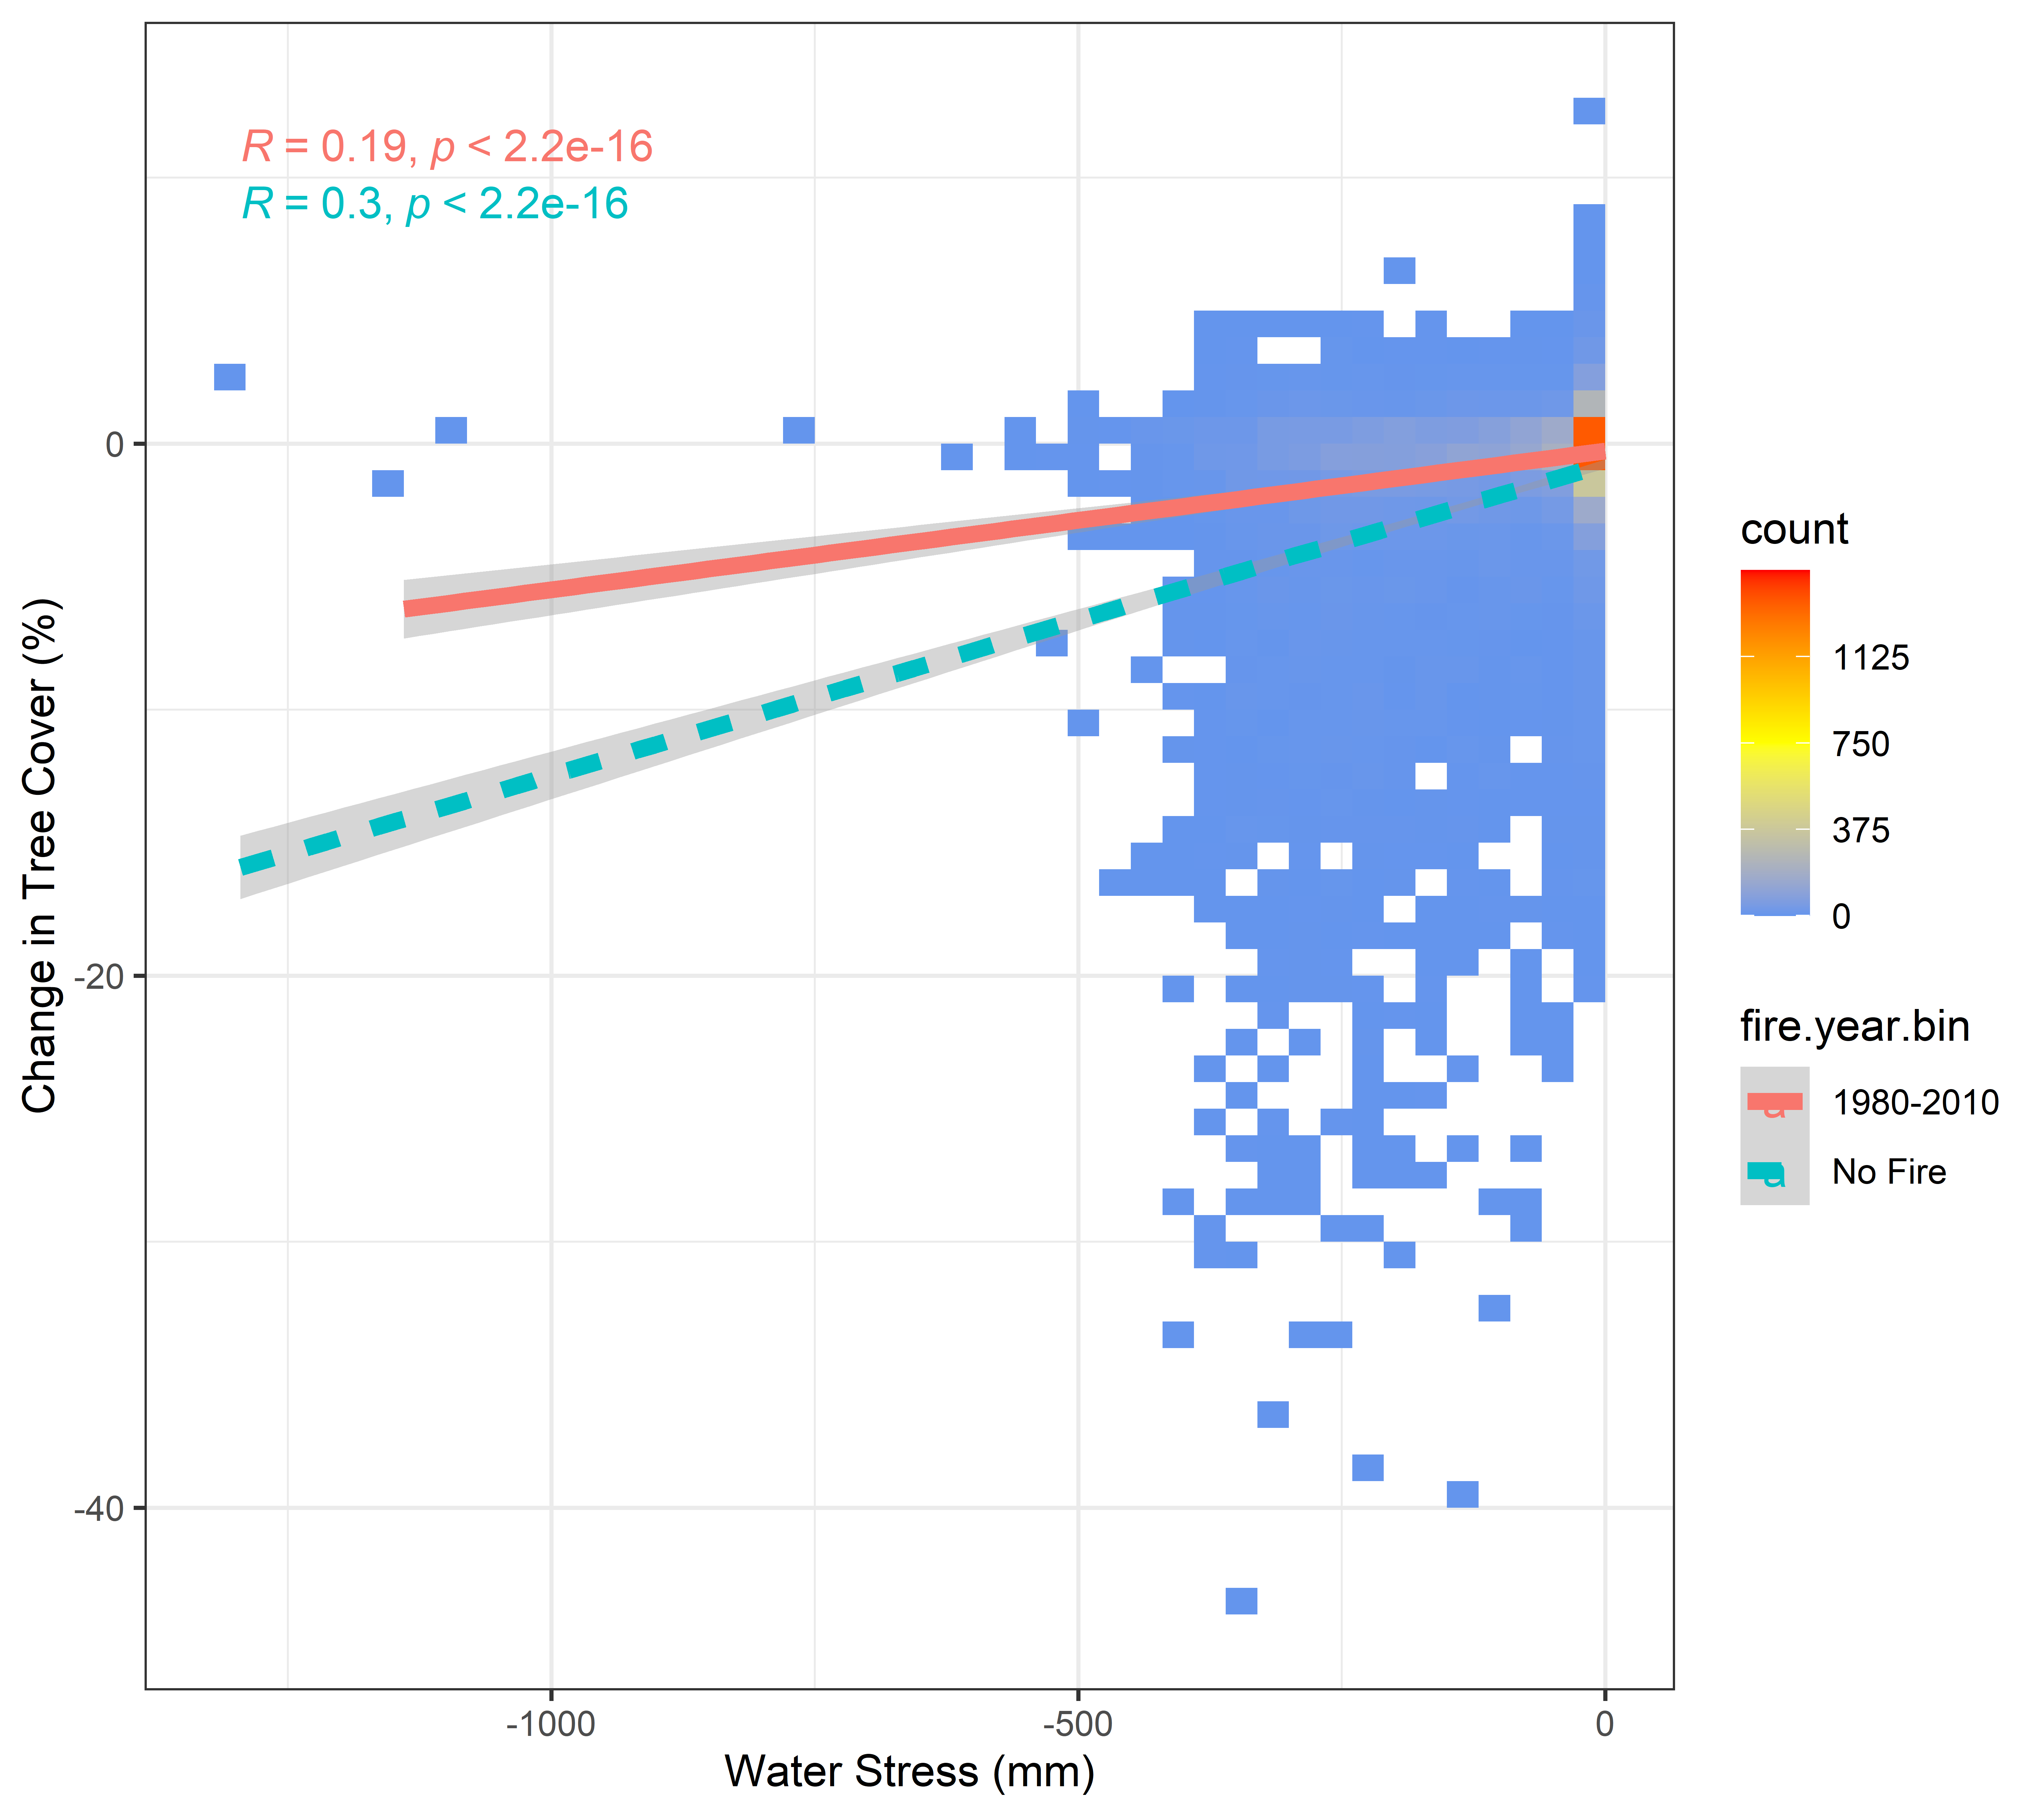 R = 0.19, p < 2.2e-16
R = 0.3, p < 2.2e-16
0
-20
-40
Change in Tree Cover (%)
-1000
-500
0
Water Stress (mm)
count
1125
750
375
0
fire.year.bin
a
1980-2010
a
No Fire